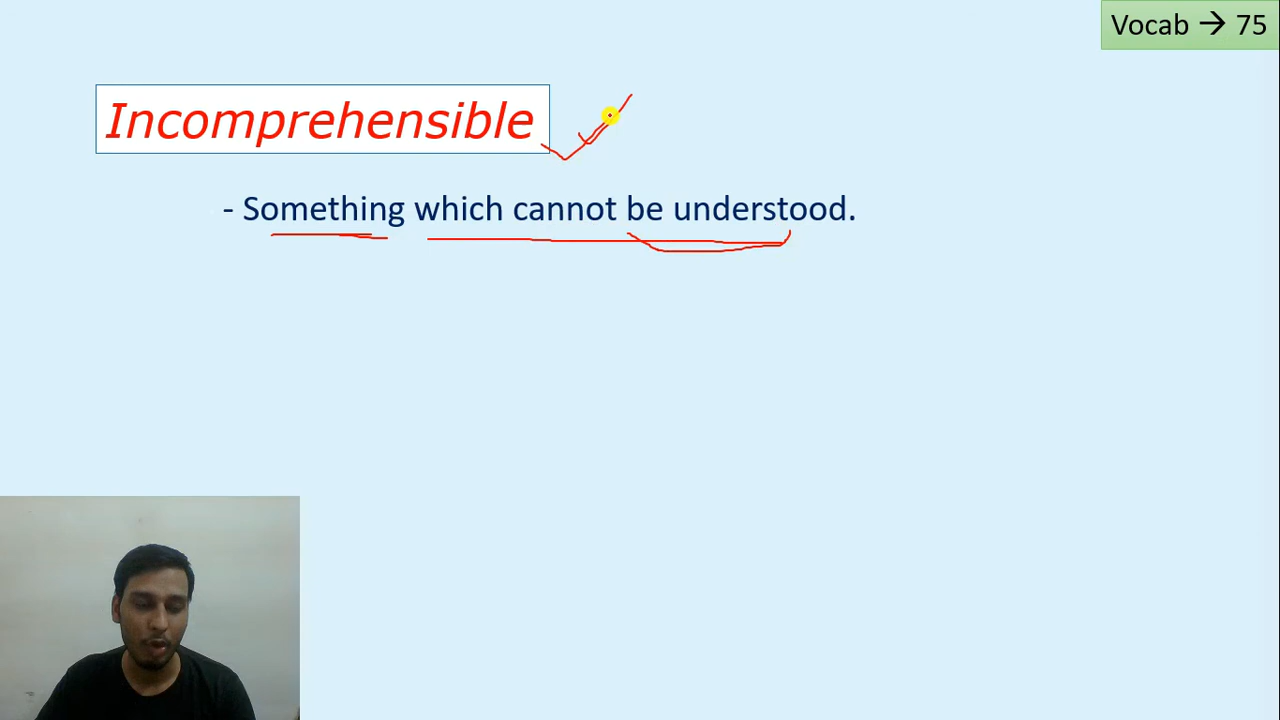 Vocab → 75
Incomprehensible
- Something which cannot be understood.